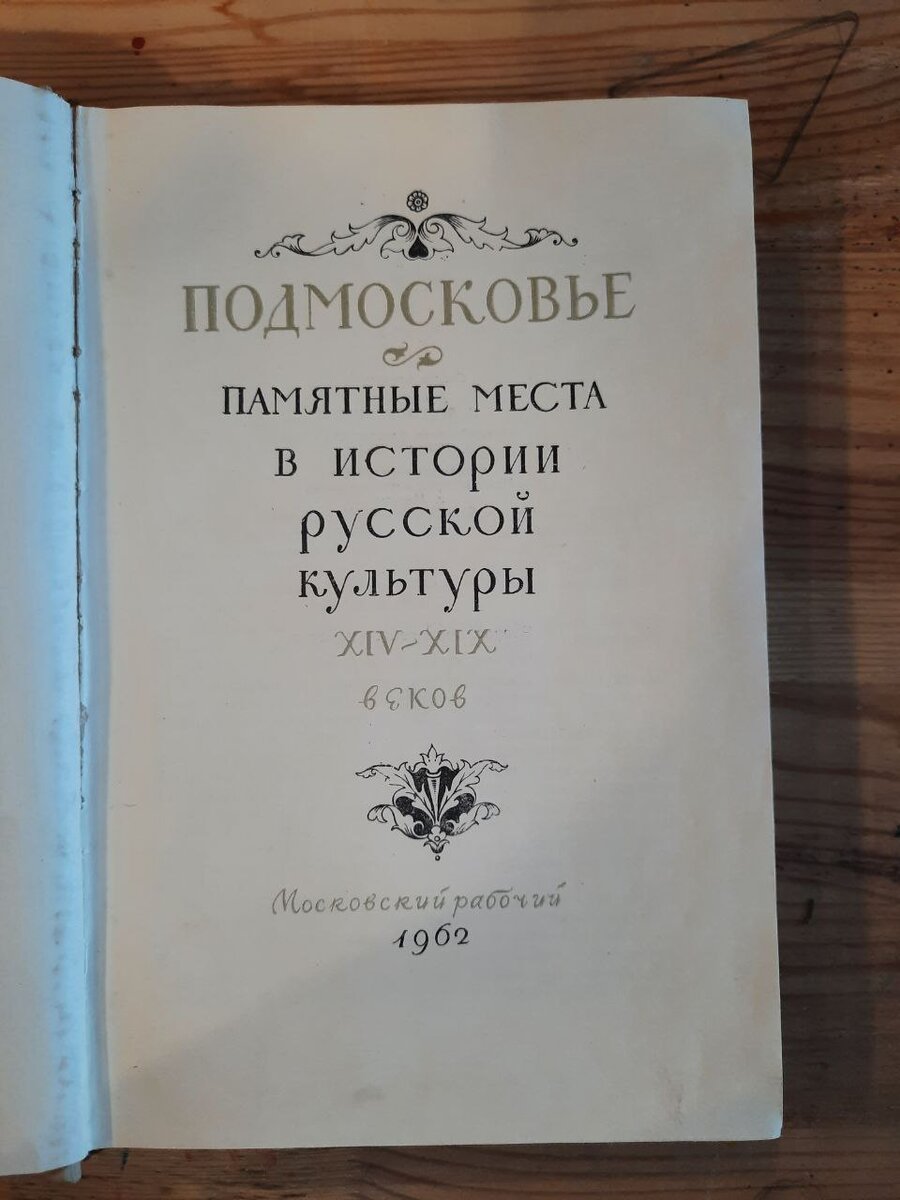 ПОДМОСКОВЬЕ
ПАМЯТНЫЕ МЕСТА
В ИСТОРИИ
РУССКОЙ
КУЛЬТУРЫ
XIV-XIX
веков
Московский рабочий
1962